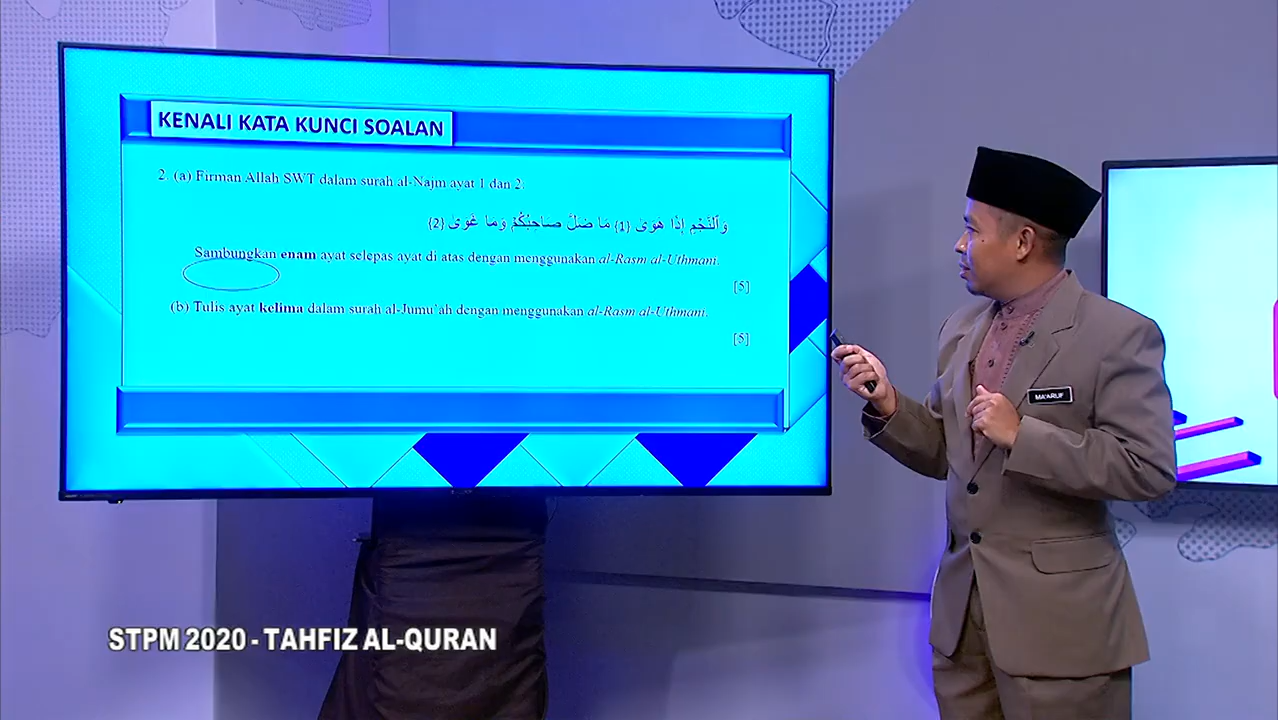 KENALI KATA KUNCI SOALAN
2. (a) Firman Allah SWT dalam surah al-Najm ayat 1 dan 2:
وَٱلنَّجْمِ إِذَا هَوَىٰ {1} مَا ضَلَّ صَاحِبُكُمْ وَمَا غَوَىٰ {2}
Sambungkan enam ayat selepas ayat di atas dengan menggunakan al-Rasm al-Uthmani.
[5]
(b) Tulis ayat kelima dalam surah al-Jumu'ah dengan menggunakan al-Rasm al-Uthmani.
[5]
MA'ARUF
STPM 2020 - TAHFIZ AL-QURAN